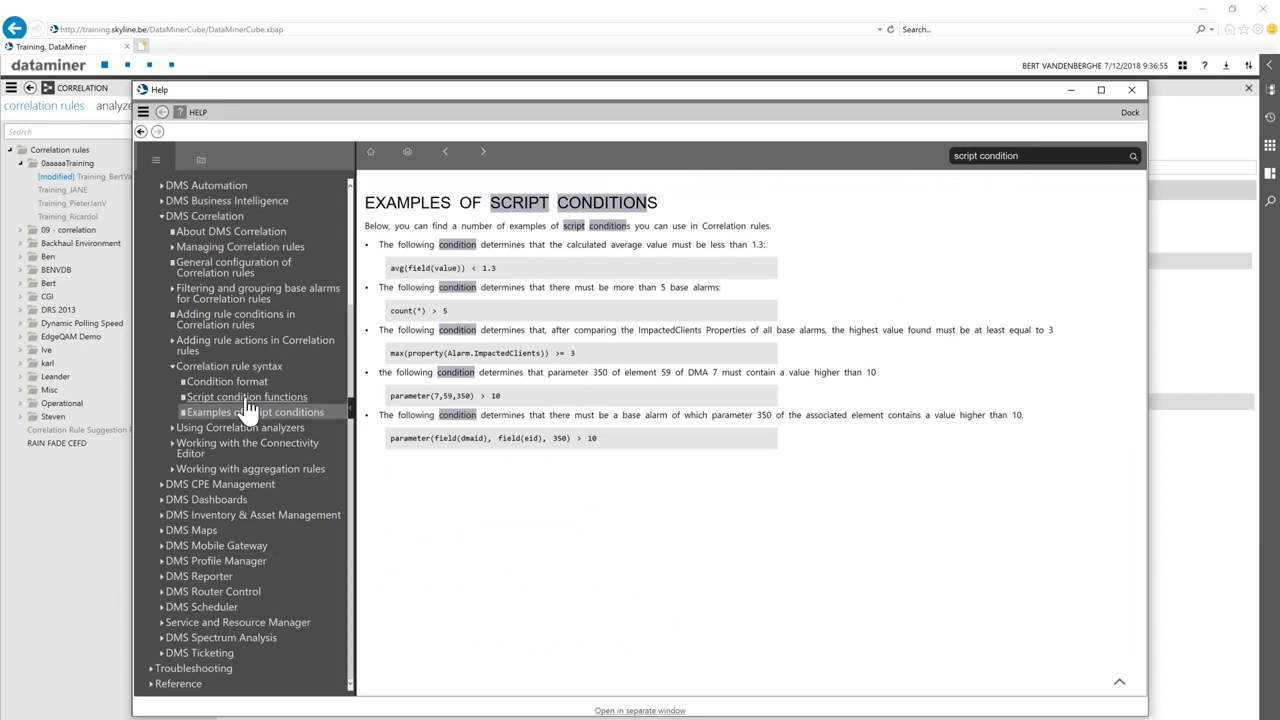 http://training.skyline.be/DataMinerCube/DataMinerCube.xbap
Search...
Training, DataMiner
dataminer
BERT VANDENBERGHE 7/12/2018 9:36:55
CORRELATION
correlation rules analyze
Search
Correlation rules
0aaaaTraining
[modified] Training_BertVa
Training_JANE
Training_PieterJanV
Training_Ricardol
09 - correlation
Backhaul Environment
Ben
BENVDB
Bert
CGI
DRS 2013
Dynamic Polling Speed
EdgeQAM Demo
Ive
karl
Leander
Misc
Operational
Steven
Correlation Rule Suggestion R
RAIN FADE CEFD
Help
HELP
Dock
script condition
DMS Automation
DMS Business Intelligence
DMS Correlation
About DMS Correlation
Managing Correlation rules
General configuration of
Correlation rules
Filtering and grouping base alarms
for Correlation rules
Adding rule conditions in
Correlation rules
Adding rule actions in Correlation
rules
Correlation rule syntax
Condition format
Script condition functions
Examples of script conditions
Using Correlation analyzers
Working with the Connectivity
Editor
Working with aggregation rules
DMS CPE Management
DMS Dashboards
DMS Inventory & Asset Management
DMS Maps
DMS Mobile Gateway
DMS Profile Manager
DMS Reporter
DMS Router Control
DMS Scheduler
Service and Resource Manager
DMS Spectrum Analysis
DMS Ticketing
Troubleshooting
Reference
EXAMPLES OF SCRIPT CONDITIONS
Below, you can find a number of examples of script conditions you can use in Correlation rules.
• The following condition determines that the calculated average value must be less than 1.3:
avg(field(value)) < 1.3
• The following condition determines that there must be more than 5 base alarms:
count(*) > 5
• The following condition determines that, after comparing the ImpactedClients Properties of all base alarms, the highest value found must be at least equal to 3
max(property(Alarm.ImpactedClients)) >= 3
• the following condition determines that parameter 350 of element 59 of DMA 7 must contain a value higher than 10
parameter(7,59,350) > 10
• The following condition determines that there must be a base alarm of which parameter 350 of the associated element contains a value higher than 10,
parameter(field(dmaid), field(eid), 350) > 10
Open in separate window